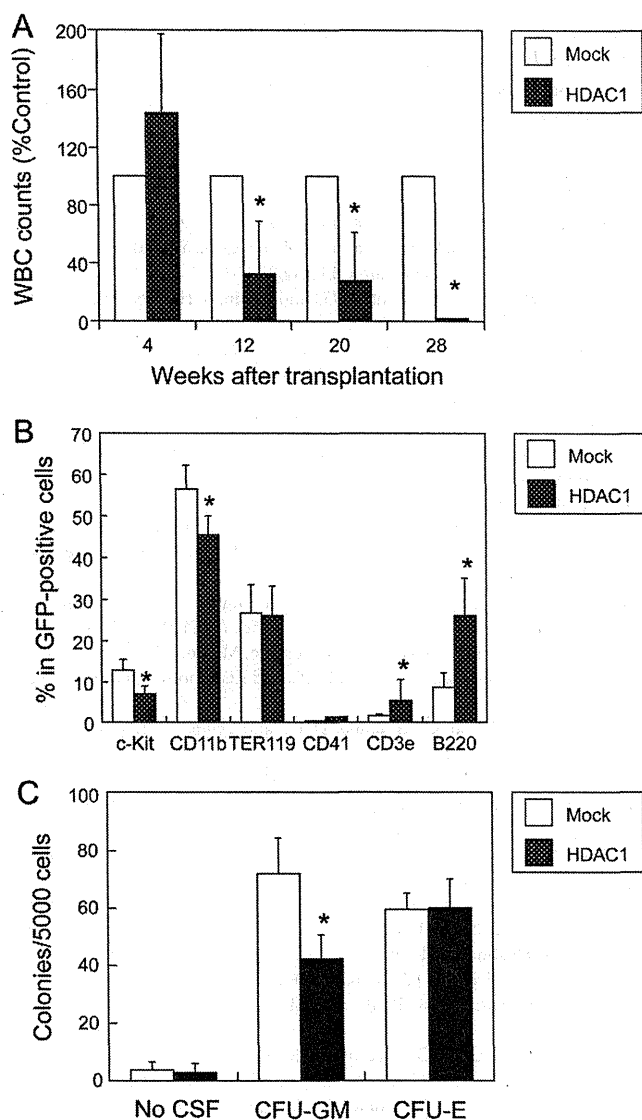 A
WBC counts (%Control)
200
160
120
80
40
0
*
*
*
4 12 20 28
Weeks after transplantation
Mock
HDAC1
B
% in GFP-positive cells
70
60
50
40
30
20
10
0
*
*
*
*
c-Kit CD11b TER119 CD41 CD3e B220
Mock
HDAC1
C
Colonies/5000 cells
100
80
60
40
20
0
*
No CSF CFU-GM CFU-E
Mock
HDAC1